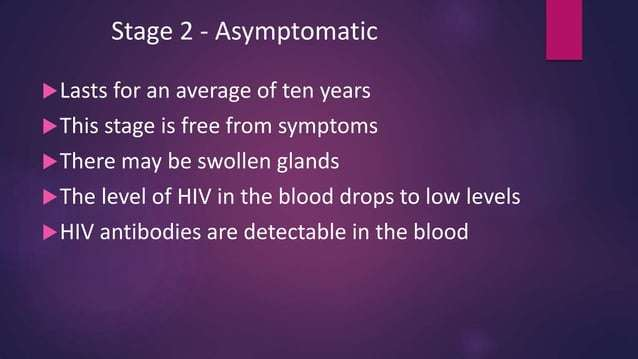 Stage 2 - Asymptomatic
Lasts for an average of ten years
This stage is free from symptoms
There may be swollen glands
The level of HIV in the blood drops to low levels
HIV antibodies are detectable in the blood